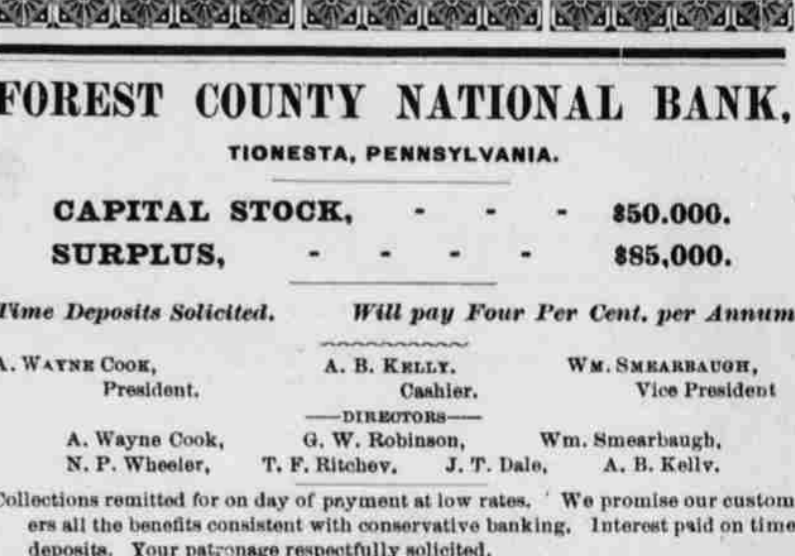 FOREST COUNTY NATIONAL BANK,
TIONESTA, PENNSYLVANIA.
CAPITAL STOCK, - - - $50.000.
SURPLUS, - - - - $85,000.
Time Deposits Solicited. Will pay Four Per Cent. per Annum
A. WAYNE COOK, A. B. KELLY. WM. SMEARBAUGH,
President. Cashier. Vice President
DIRECTORS
A. Wayne Cook, G. W. Robinson, Wm. Smearbaugh,
N. P. Wheeler, T. F. Ritchey. J. T. Dale, A. B. Kelly.
Collections remitted for on day of payment at low rates. We promise our custom
ers all the benefits consistent with conservative banking. Interest paid on time
deposits. Your patronage respectfully solicited.